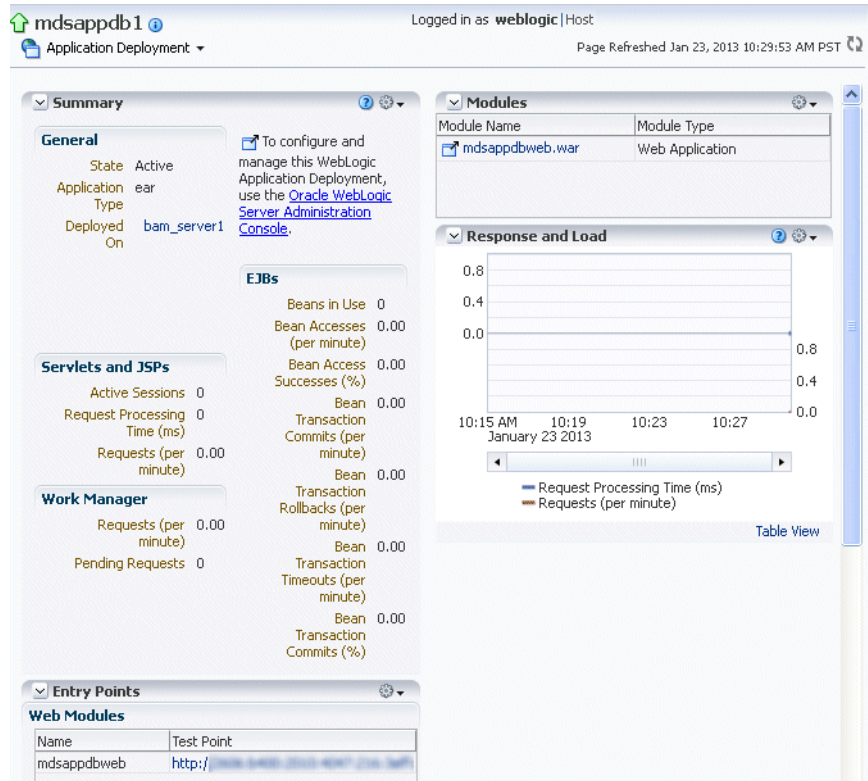 mdsappdb1
Logged in as weblogic|Host
Application Deployment
Page Refreshed Jan 23, 2013 10:29:53 AM PST
Summary
General
State Active
Application Type ear
Deployed On bam_server1
To configure and
manage this WebLogic
Application Deployment,
use the Oracle WebLogic
Server Administration
Console.
EJBs
Beans in Use 0
Bean Accesses 0.00
(per minute)
Bean Access 0.00
Successes (%)
Bean 0.00
Transaction
Commits (per
minute)
Bean 0.00
Transaction
Rollbacks (per
minute)
Bean 0.00
Transaction
Timeouts (per
minute)
Bean 0.00
Transaction
Commits (%)
Servlets and JSPs
Active Sessions 0
Request Processing 0
Time (ms)
Requests (per 0.00
minute)
Work Manager
Requests (per 0.00
minute)
Pending Requests 0
Entry Points
Web Modules
Name Test Point
mdsappdbweb http:/
Modules
Module Name Module Type
mdsappdbweb.war Web Application
Response and Load
0.8
0.4
0.0
0.8
0.4
0.0
10:15 AM 10:19 10:23 10:27
January 23 2013
Request Processing Time (ms)
Requests (per minute)
Table View